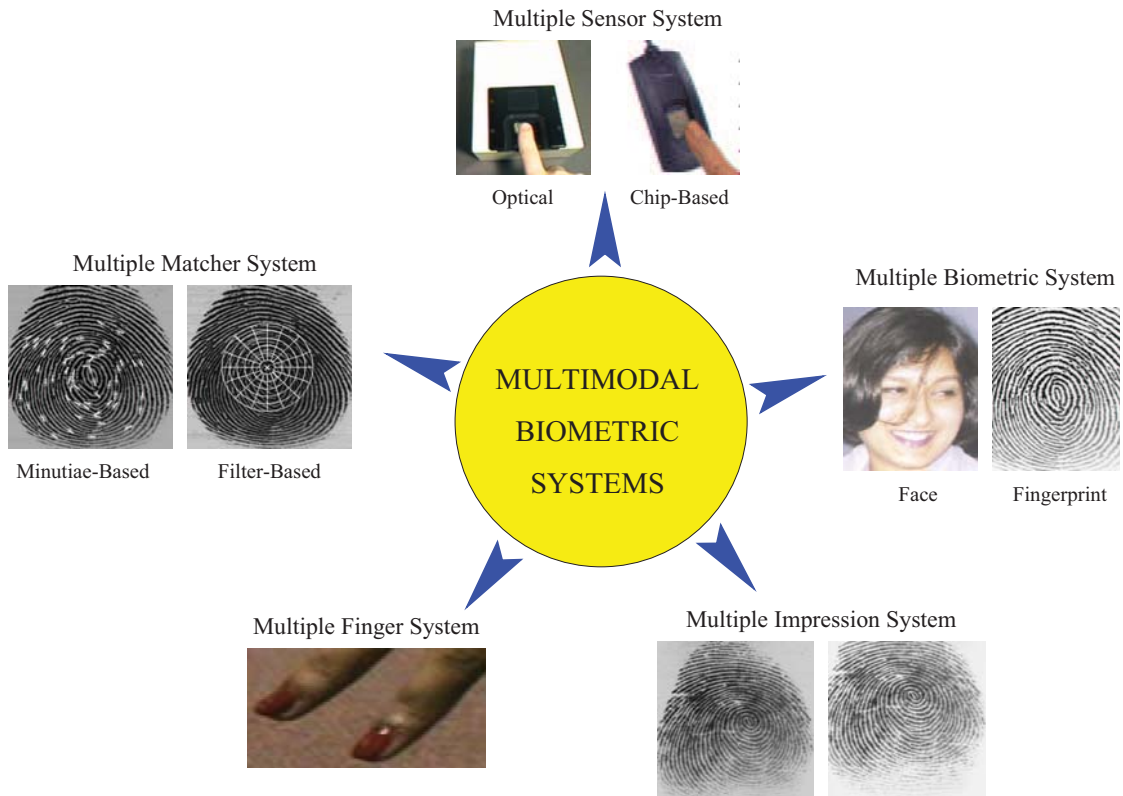 Multiple Sensor System
Optical
Chip-Based
Multiple Matcher System
Minutiae-Based
Filter-Based
MULTIMODAL
BIOMETRIC
SYSTEMS
Multiple Biometric System
Face
Fingerprint
Multiple Finger System
Multiple Impression System